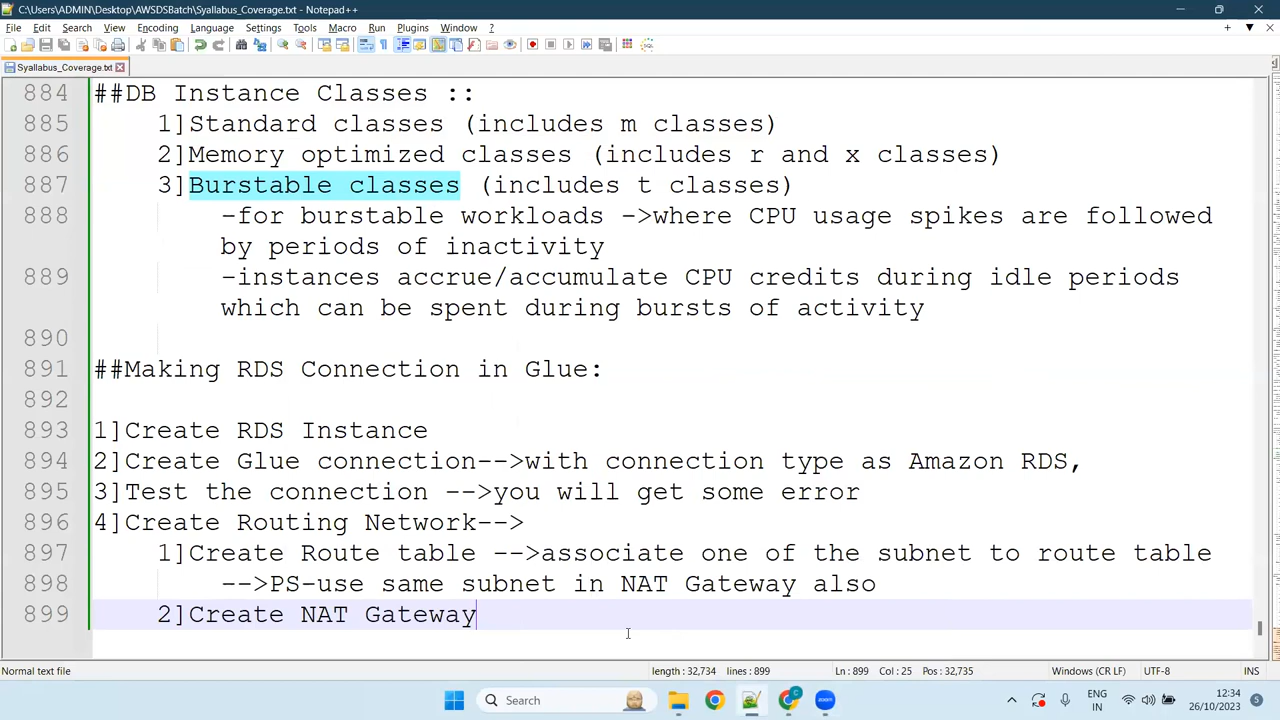 C:\Users\ADMIN\Desktop\AWSDSBatch\Syallabus_Coverage.txt - Notepad++
File Edit Search View Encoding Language Settings Tools Macro Run Plugins Window ?
Syallabus_Coverage.txt
884 ##DB Instance Classes ::
885 1]Standard classes (includes m classes)
886 2]Memory optimized classes (includes r and x classes)
887 3]Burstable classes (includes t classes)
888 -for burstable workloads ->where CPU usage spikes are followed
by periods of inactivity
889 -instances accrue/accumulate CPU credits during idle periods
which can be spent during bursts of activity
890
891 ##Making RDS Connection in Glue:
892
893 1]Create RDS Instance
894 2]Create Glue connection-->with connection type as Amazon RDS,
895 3]Test the connection -->you will get some error
896 4]Create Routing Network-->
897 1]Create Route table -->associate one of the subnet to route table
898 -->PS-use same subnet in NAT Gateway also
899 2]Create NAT Gateway
Normal text file length : 32,734 lines : 899 Ln : 899 Col : 25 Pos : 32,735 Windows (CR LF) UTF-8 INS
Search zoom ENG IN 12:34 26/10/2023